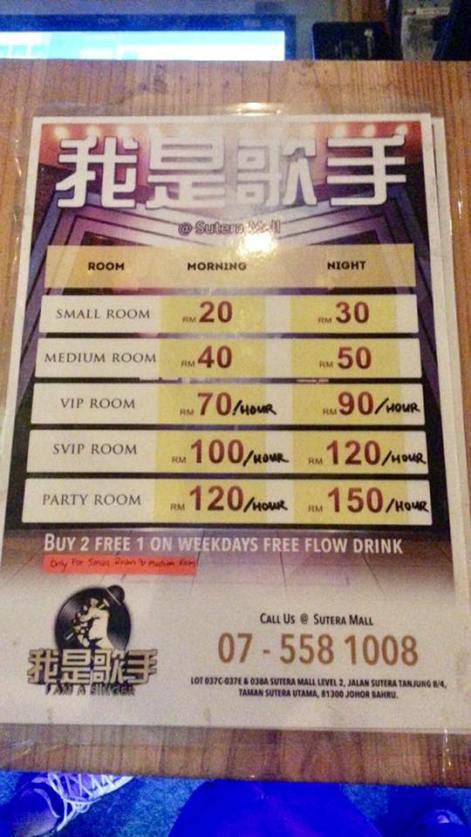 我是歌手
@ Sutera Mall
ROOM MORNING NIGHT
SMALL ROOM RM 20 RM 30
MEDIUM ROOM RM 40 RM 50
VIP ROOM RM 70/HOUR RM 90/HOUR
SVIP ROOM RM 100/HOUR RM 120/HOUR
PARTY ROOM RM 120/HOUR RM 150/HOUR
BUY 2 FREE 1 ON WEEKDAYS FREE FLOW DRINK
Only For Small Room & Medium Room
我是歌手
I AM A SINGER
CALL US @ SUTERA MALL
07 - 558 1008
LOT 037C-037E & 038A SUTERA MALL LEVEL 2, JALAN SUTERA TANJUNG 8/4,
TAMAN SUTERA UTAMA, 81300 JOHOR BAHRU.